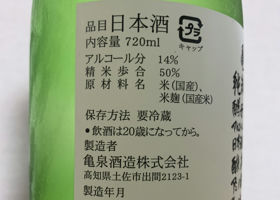 品目 日本酒
内容量 720ml
プラ
キャップ
アルコール分 14%
精米歩合 50%
原材料名 米(国産)、
米麹(国産米)
保存方法 要冷蔵
●飲酒は20歳になってから。
製造者
亀泉酒造株式会社
高知県土佐市出間2123-1
製造年月